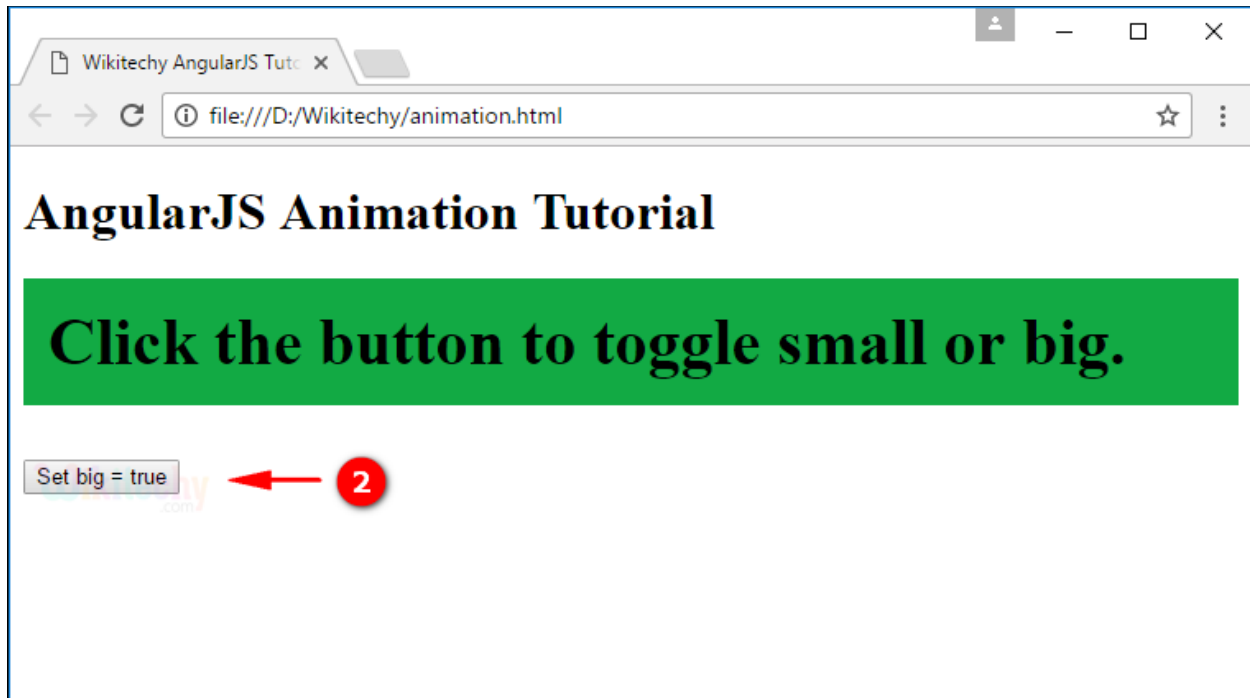 Wikitechy AngularJS Tuto
file:///D:/Wikitechy/animation.html
AngularJS Animation Tutorial
Click the button to toggle small or big.
Set big = true
2
.com